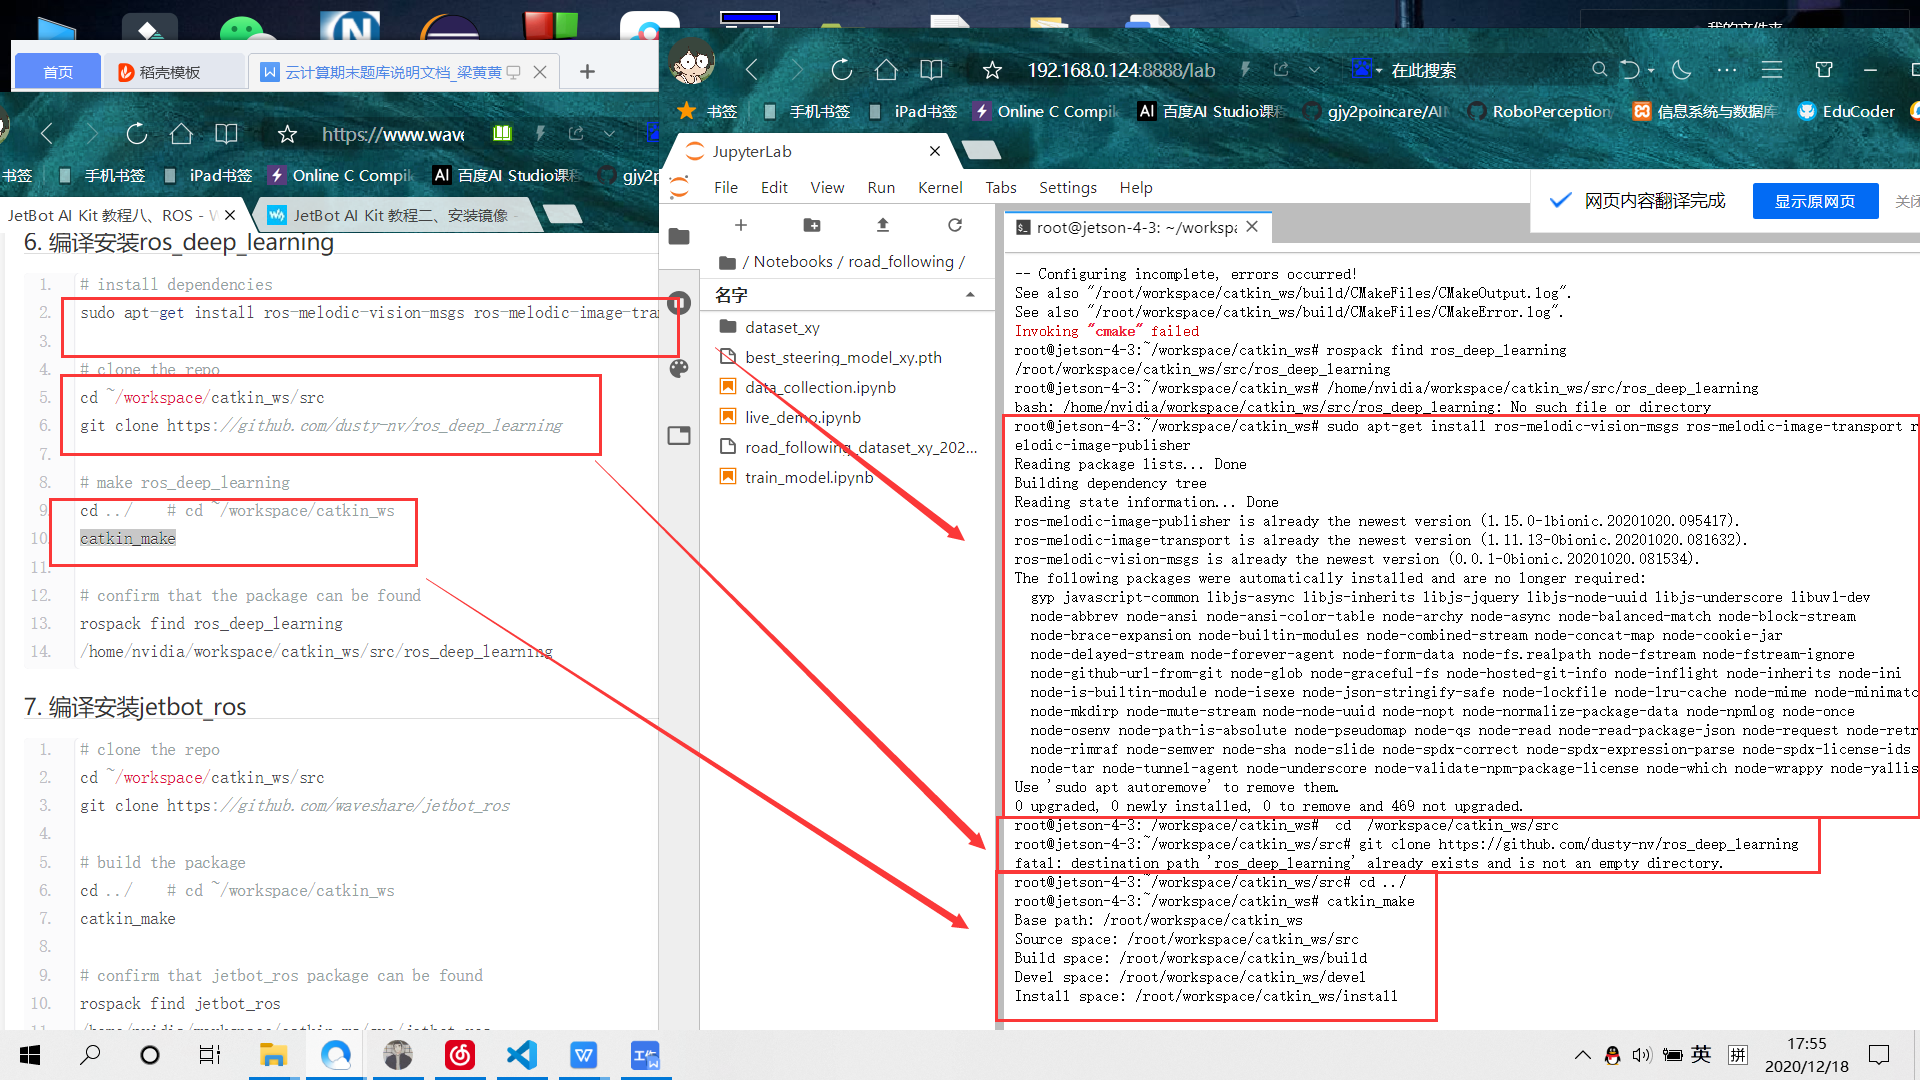 我的文件夹
首页
稻壳模板
云计算期末题库说明文档_梁黄黄
https://www.wave
书签
手机书签
iPad书签
Online C Compil
百度AI Studio课程
gjy2p
JetBot AI Kit 教程八、ROS - W
JetBot AI Kit 教程二、安装镜像 -
6. 编译安装ros_deep_learning
1. # install dependencies
2. sudo apt-get install ros-melodic-vision-msgs ros-melodic-image-tran
3.
4. # clone the repo
5. cd ~/workspace/catkin_ws/src
6. git clone https://github.com/dusty-nv/ros_deep_learning
7.
8. # make ros_deep_learning
9. cd ../    # cd ~/workspace/catkin_ws
10. catkin_make
11.
12. # confirm that the package can be found
13. rospack find ros_deep_learning
14. /home/nvidia/workspace/catkin_ws/src/ros_deep_learning
7. 编译安装jetbot_ros
1. # clone the repo
2. cd ~/workspace/catkin_ws/src
3. git clone https://github.com/waveshare/jetbot_ros
4.
5. # build the package
6. cd ../    # cd ~/workspace/catkin_ws
7. catkin_make
8.
9. # confirm that jetbot_ros package can be found
10. rospack find jetbot_ros
192.168.0.124:8888/lab
在此搜索
书签
手机书签
iPad书签
Online C Compil
AI 百度AI Studio课程
gjy2poincare/AI
RoboPerception
信息系统与数据库
EduCoder
JupyterLab
File Edit View Run Kernel Tabs Settings Help
网页内容翻译完成
显示原网页
关闭
/ Notebooks / road_following /
名字
dataset_xy
best_steering_model_xy.pth
data_collection.ipynb
live_demo.ipynb
road_following_dataset_xy_202...
train_model.ipynb
root@jetson-4-3: ~/workspa
-- Configuring incomplete, errors occurred!
See also "/root/workspace/catkin_ws/build/CMakeFiles/CMakeOutput.log".
See also "/root/workspace/catkin_ws/build/CMakeFiles/CMakeError.log".
Invoking "cmake" failed
root@jetson-4-3:~/workspace/catkin_ws# rospack find ros_deep_learning
/root/workspace/catkin_ws/src/ros_deep_learning
root@jetson-4-3:~/workspace/catkin_ws# /home/nvidia/workspace/catkin_ws/src/ros_deep_learning
bash: /home/nvidia/workspace/catkin_ws/src/ros_deep_learning: No such file or directory
root@jetson-4-3:~/workspace/catkin_ws# sudo apt-get install ros-melodic-vision-msgs ros-melodic-image-transport r
elodic-image-publisher
Reading package lists... Done
Building dependency tree
Reading state information... Done
ros-melodic-image-publisher is already the newest version (1.15.0-1bionic.20201020.095417).
ros-melodic-image-transport is already the newest version (1.11.13-0bionic.20201020.081632).
ros-melodic-vision-msgs is already the newest version (0.0.1-0bionic.20201020.081534).
The following packages were automatically installed and are no longer required:
gyp javascript-common libjs-async libjs-inherits libjs-jquery libjs-node-uuid libjs-underscore libuv1-dev
node-abbrev node-ansi node-ansi-color-table node-archy node-async node-balanced-match node-block-stream
node-brace-expansion node-builtin-modules node-combined-stream node-concat-map node-cookie-jar
node-delayed-stream node-forever-agent node-form-data node-fs.realpath node-fstream node-fstream-ignore
node-github-url-from-git node-glob node-graceful-fs node-hosted-git-info node-inflight node-inherits node-ini
node-is-builtin-module node-isexe node-json-stringify-safe node-lockfile node-lru-cache node-mime node-minimatc
node-mkdirp node-mute-stream node-node-uuid node-nopt node-normalize-package-data node-npmlog node-once
node-osenv node-path-is-absolute node-pseudomap node-qs node-read node-read-package-json node-request node-retr
node-rimraf node-semver node-sha node-slide node-spdx-correct node-spdx-expression-parse node-spdx-license-ids
node-tar node-tunnel-agent node-underscore node-validate-npm-package-license node-which node-wrappy node-yallis
Use 'sudo apt autoremove' to remove them.
0 upgraded, 0 newly installed, 0 to remove and 469 not upgraded.
root@jetson-4-3:~/workspace/catkin_ws# cd ~/workspace/catkin_ws/src
root@jetson-4-3:~/workspace/catkin_ws/src# git clone https://github.com/dusty-nv/ros_deep_learning
fatal: destination path 'ros_deep_learning' already exists and is not an empty directory.
root@jetson-4-3:~/workspace/catkin_ws/src# cd ../
root@jetson-4-3:~/workspace/catkin_ws# catkin_make
Base path: /root/workspace/catkin_ws
Source space: /root/workspace/catkin_ws/src
Build space: /root/workspace/catkin_ws/build
Devel space: /root/workspace/catkin_ws/devel
Install space: /root/workspace/catkin_ws/install
英
拼
17:55
2020/12/18